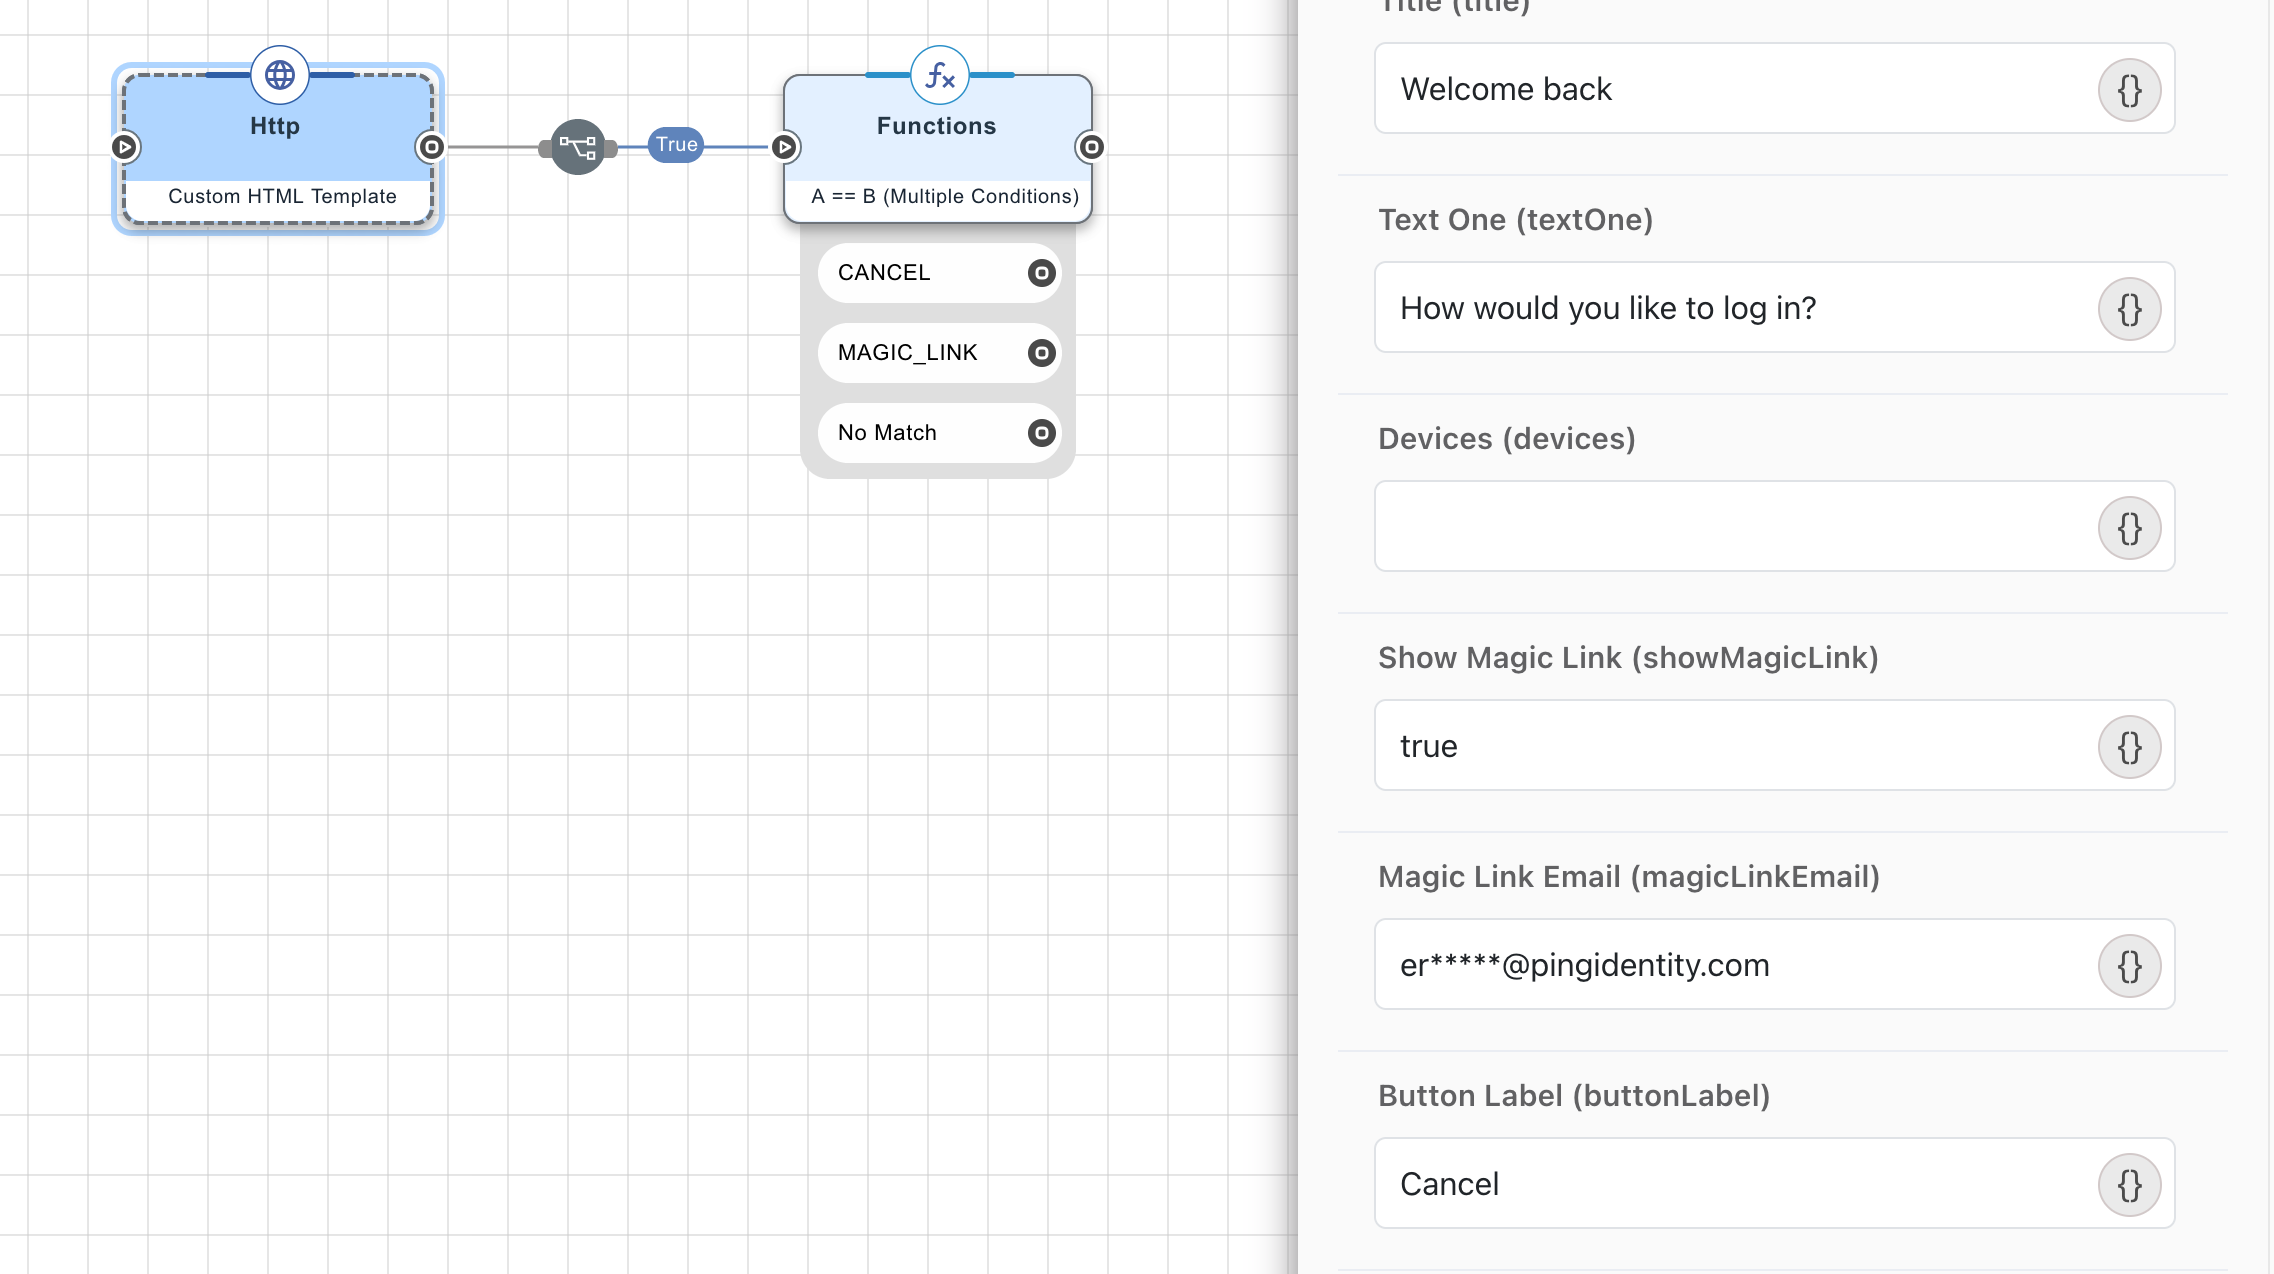 Http
Custom HTML Template
True
Functions
A == B (Multiple Conditions)
CANCEL
MAGIC_LINK
No Match
Title (title)
Welcome back
{}
Text One (textOne)
How would you like to log in?
{}
Devices (devices)
{}
Show Magic Link (showMagicLink)
true
{}
Magic Link Email (magicLinkEmail)
er*****@pingidentity.com
{}
Button Label (buttonLabel)
Cancel
{}